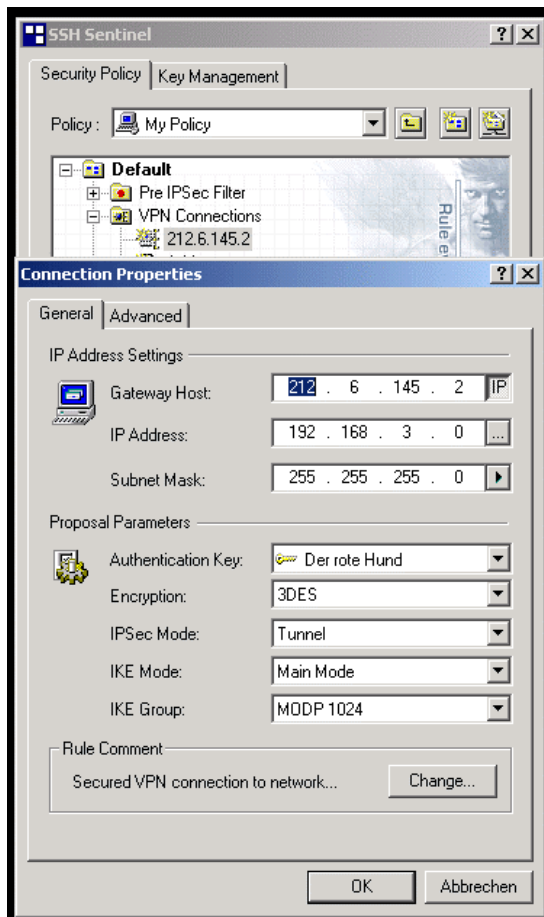 SSH Sentinel
Security Policy Key Management
Policy : My Policy
Default
Pre IPSec Filter
VPN Connections
212.6.145.2
Rule
Connection Properties
General Advanced
IP Address Settings
Gateway Host: 212 . 6 . 145 . 2 IP
IP Address: 192 . 168 . 3 . 0 ...
Subnet Mask: 255 . 255 . 255 . 0
Proposal Parameters
Authentication Key: Der rote Hund
Encryption: 3DES
IPSec Mode: Tunnel
IKE Mode: Main Mode
IKE Group: MODP 1024
Rule Comment
Secured VPN connection to network... Change...
OK Abbrechen